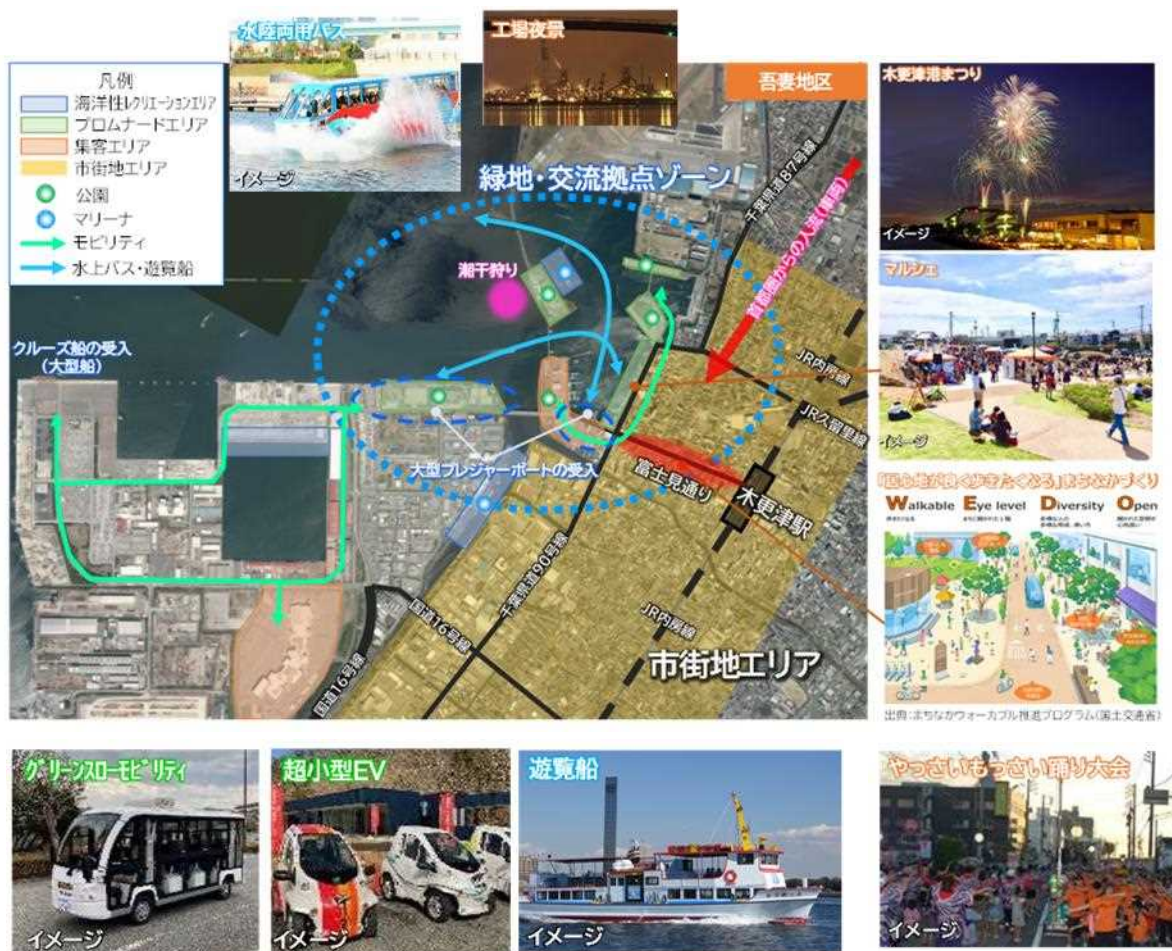 水陸両用バス
イメージ
工場夜景
凡例
海洋性レクリエーションエリア
プロムナードエリア
集客エリア
市街地エリア
公園
マリーナ
モビリティ
水上バス・遊覧船
吾妻地区
緑地・交流拠点ゾーン
千葉県道87号線
首都圏からの人流(車両)
潮干狩り
JR内房線
JR久留里線
クルーズ船の受入
(大型船)
大型プレジャーボートの受入
富士見通り
木更津駅
千葉県道90号線
国道16号線
国道16号線
JR内房線
市街地エリア
木更津港まつり
イメージ
マルシェ
イメージ
「居心地が良く歩きたくなる」まちなかづくり
Walkable Eye level Diversity Open
出典:まちなかウォーカブル推進プログラム(国土交通省)
グリーンスローモビリティ
イメージ
超小型EV
イメージ
遊覧船
イメージ
やっさいもっさい踊り大会
イメージ